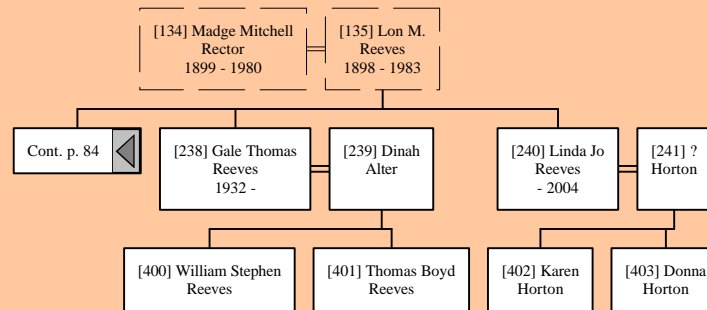 [134] Madge Mitchell
Rector
1899 - 1980
[135] Lon M.
Reeves
1898 - 1983
Cont. p. 84
[238] Gale Thomas
Reeves
1932 -
[239] Dinah
Alter
[240] Linda Jo
Reeves
- 2004
[241] ?
Horton
[400] William Stephen
Reeves
[401] Thomas Boyd
Reeves
[402] Karen
Horton
[403] Donna
Horton